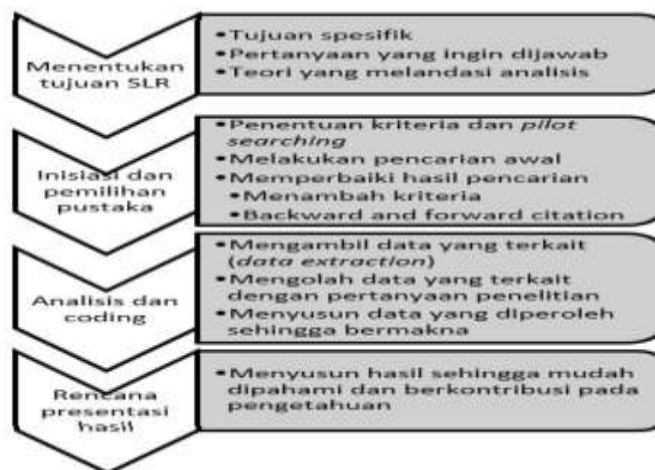 Menentukan
tujuan SLR
•Tujuan spesifik
•Pertanyaan yang ingin dijawab
•Teori yang melandasi analisis
Inisiasi dan
pemilihan
pustaka
•Penentuan kriteria dan pilot
searching
•Melakukan pencarian awal
•Memperbaiki hasil pencarian
•Menambah kriteria
•Backward and forward citation
Analisis dan
coding
•Mengambil data yang terkait
(data extraction)
•Mengolah data yang terkait
dengan pertanyaan penelitian
•Menyusun data yang diperoleh
sehingga bermakna
Rencana
presentasi
hasil
•Menyusun hasil sehingga mudah
dipahami dan berkontribusi pada
pengetahuan